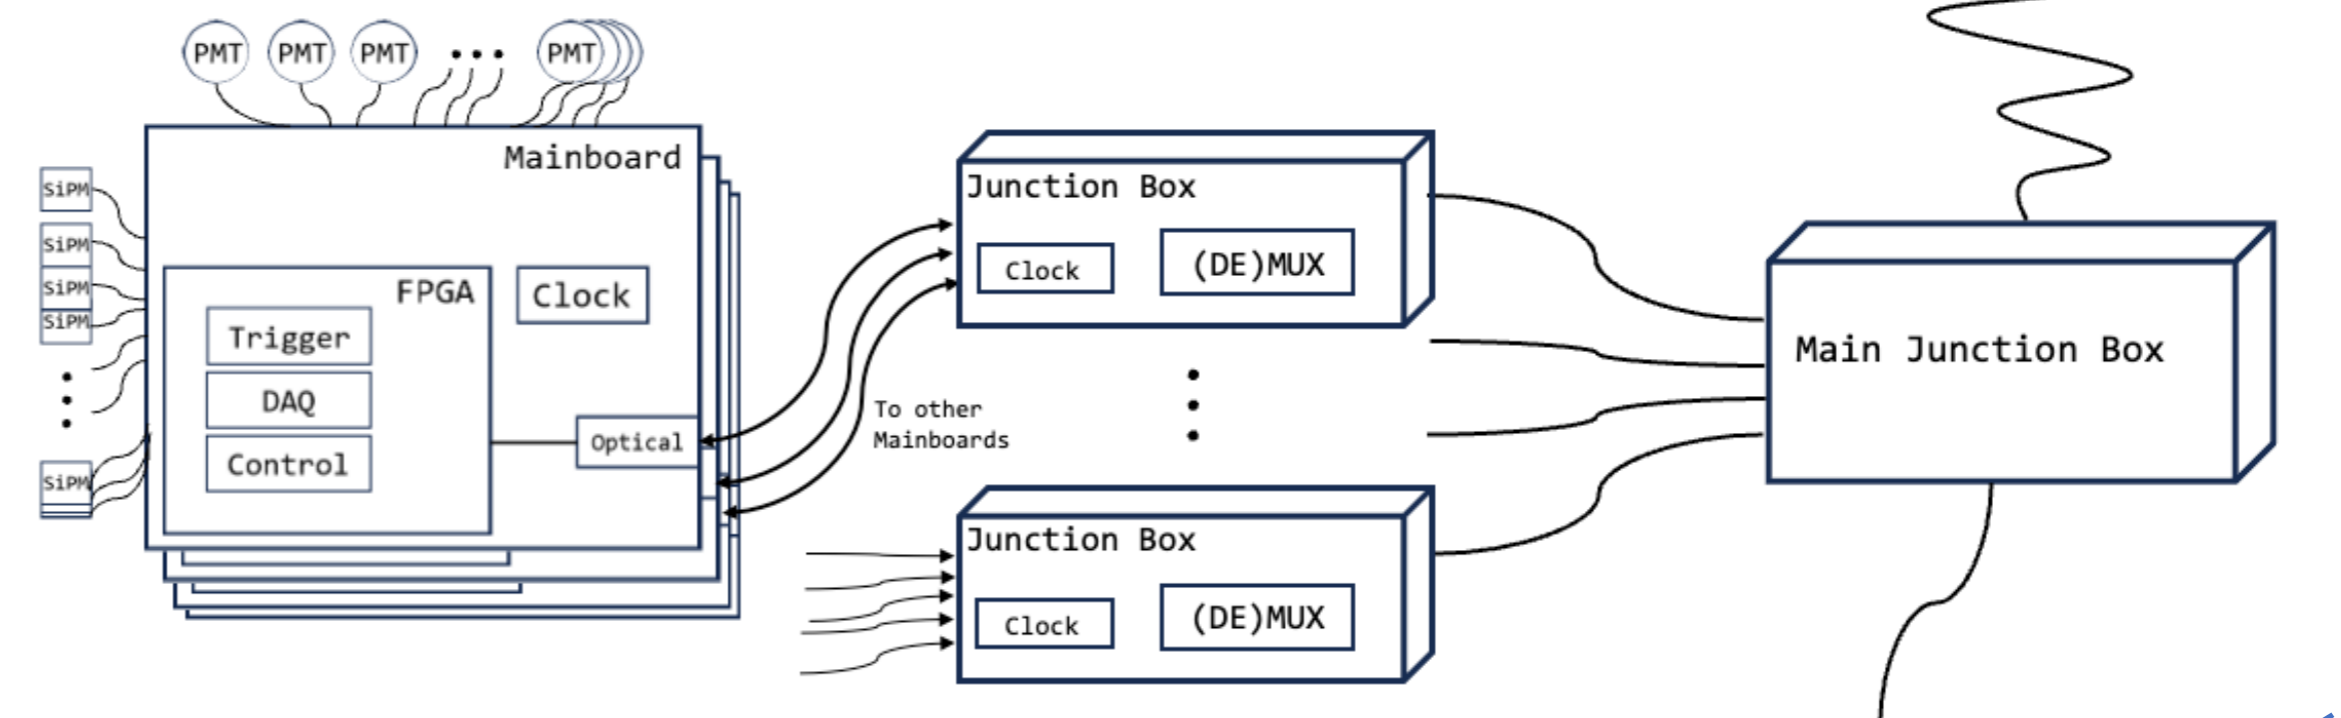 PMT
PMT
PMT
PMT
Mainboard
SiPM
SiPM
SiPM
SiPM
SiPM
FPGA
Clock
Trigger
DAQ
Control
Optical
To other
Mainboards
Junction Box
Clock
(DE)MUX
Junction Box
Clock
(DE)MUX
Main Junction Box